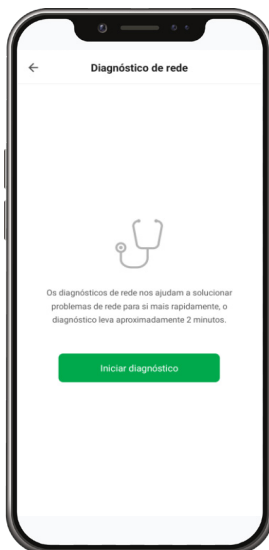 Diagnóstico de rede
Os diagnósticos de rede nos ajudam a solucionar
problemas de rede para si mais rapidamente, o
diagnóstico leva aproximadamente 2 minutos.
Iniciar diagnóstico